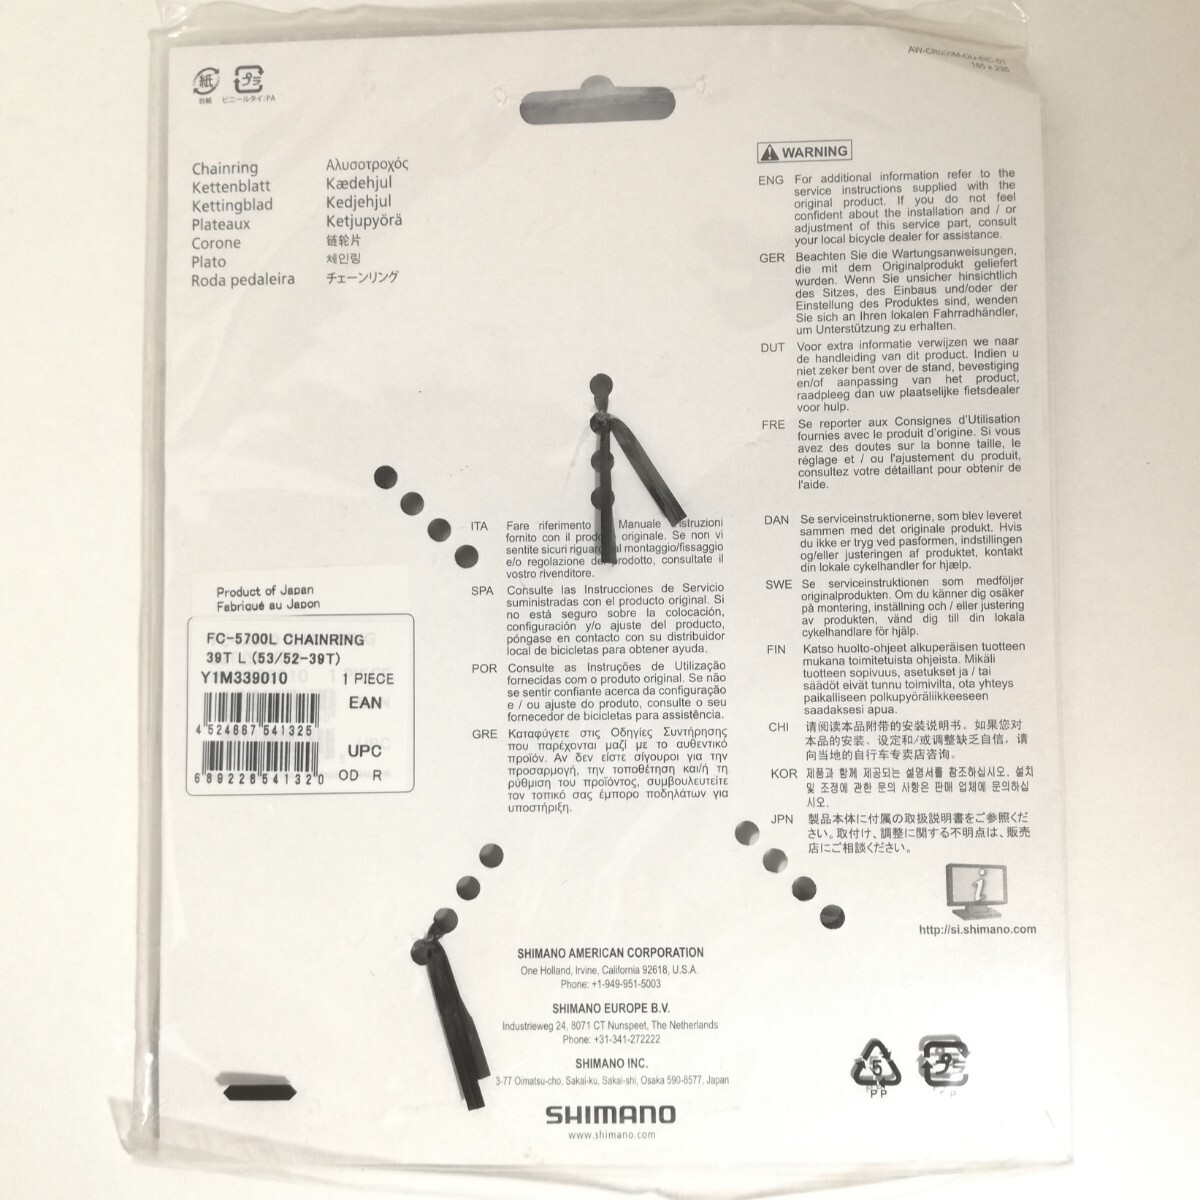 紙
台紙
プラ
ビニールタイ:PA
165 x 235
Chainring
Kettenblatt
Kettingblad
Plateaux
Corone
Plato
Roda pedaleira
Αλυσοτροχός
Kædehjul
Kedjehjul
Ketjupyörä
链轮片
체인링
チェーンリング
WARNING
ENG For additional information refer to the
service instructions supplied with the
original product. If you do not feel
confident about the installation and / or
adjustment of this service part, consult
your local bicycle dealer for assistance.
GER Beachten Sie die Wartungsanweisungen,
die mit dem Originalprodukt geliefert
wurden. Wenn Sie unsicher hinsichtlich
des Sitzes, des Einbaus und/oder der
Einstellung des Produktes sind, wenden
Sie sich an Ihren lokalen Fahrradhändler,
um Unterstützung zu erhalten.
DUT Voor extra informatie verwijzen we naar
de handleiding van dit product. Indien u
niet zeker bent over de stand, bevestiging
en/of aanpassing van het product,
raadpleeg dan uw plaatselijke fietsdealer
voor hulp.
FRE Se reporter aux Consignes d'Utilisation
fournies avec le produit d'origine. Si vous
avez des doutes sur la bonne taille, le
réglage et / ou l'ajustement du produit,
consultez votre détaillant pour obtenir de
l'aide.
ITA Fare riferimento Manuale Istruzioni
fornito con il originale. Se non vi
sentite sicuri al montaggio/fissaggio
e/o regolazione prodotto, consultate il
vostro rivenditore.
SPA Consulte las Instrucciones de Servicio
suministradas con el producto original. Si
no está seguro sobre la colocación,
configuración y/o ajuste del producto,
póngase en contacto con su distribuidor
local de bicicletas para obtener ayuda.
POR Consulte as Instruções de Utilização
fornecidas com o produto original. Se não
se sentir confiante acerca da configuração
e / ou ajuste do produto, consulte o seu
fornecedor de bicicletas para assistência.
GRE Καταφύγετε στις Οδηγίες Συντήρησης
που παρέχονται μαζί με το αυθεντικό
προϊόν. Αν δεν είστε σίγουροι για την
προσαρμογή, την τοποθέτηση και/ή τη
ρύθμιση του προϊόντος, συμβουλευτείτε
τον τοπικό σας έμπορο ποδηλάτων για
υποστήριξη.
DAN Se serviceinstruktionerne, som blev leveret
sammen med det originale produkt. Hvis
du ikke er tryg ved pasformen, indstillingen
og/eller justeringen af produktet, kontakt
din lokale cykelhandler for hjælp.
SWE Se serviceinstruktionen som medföljer
originalprodukten. Om du känner dig osäker
på montering, inställning och / eller justering
av produkten, vänd dig till din lokala
cykelhandlare för hjälp.
FIN Katso huolto-ohjeet alkuperäisen tuotteen
mukana toimitetuista ohjeista. Mikäli
tuotteen sopivuus, asetukset ja / tai
säädöt eivät tunnu toimivilta, ota yhteys
paikalliseen polkupyöräliikkeeseen
saadaksesi apua.
CHI 请阅读本品附带的安装说明书。如果您对
本品的安装、设定和/或调整缺乏自信，请
向当地的自行车专卖店咨询。
KOR 제품과 함께 제공되는 설명서를 참조하십시오. 설치
및 조정에 관한 문의 사항은 판매 업체에 문의하십
시오.
JPN 製品本体に付属の取扱説明書をご参照くだ
さい。取付け、調整に関する不明点は、販売
店にご相談ください。
Product of Japan
Fabriqué au Japon
FC-5700L CHAINRING
39T L (53/52-39T)
Y1M339010 1 PIECE
EAN
4 524667 541325
UPC
6 89228 54132 0 OD R
i
http://si.shimano.com
SHIMANO AMERICAN CORPORATION
One Holland, Irvine, California 92618, U.S.A.
Phone: +1-949-951-5003
SHIMANO EUROPE B.V.
Industrieweg 24, 8071 CT Nunspeet, The Netherlands
Phone: +31-341-272222
SHIMANO INC.
3-77 Oimatsu-cho, Sakai-ku, Sakai-shi, Osaka 590-8577, Japan
SHIMANO
www.shimano.com
5
PP
プラ